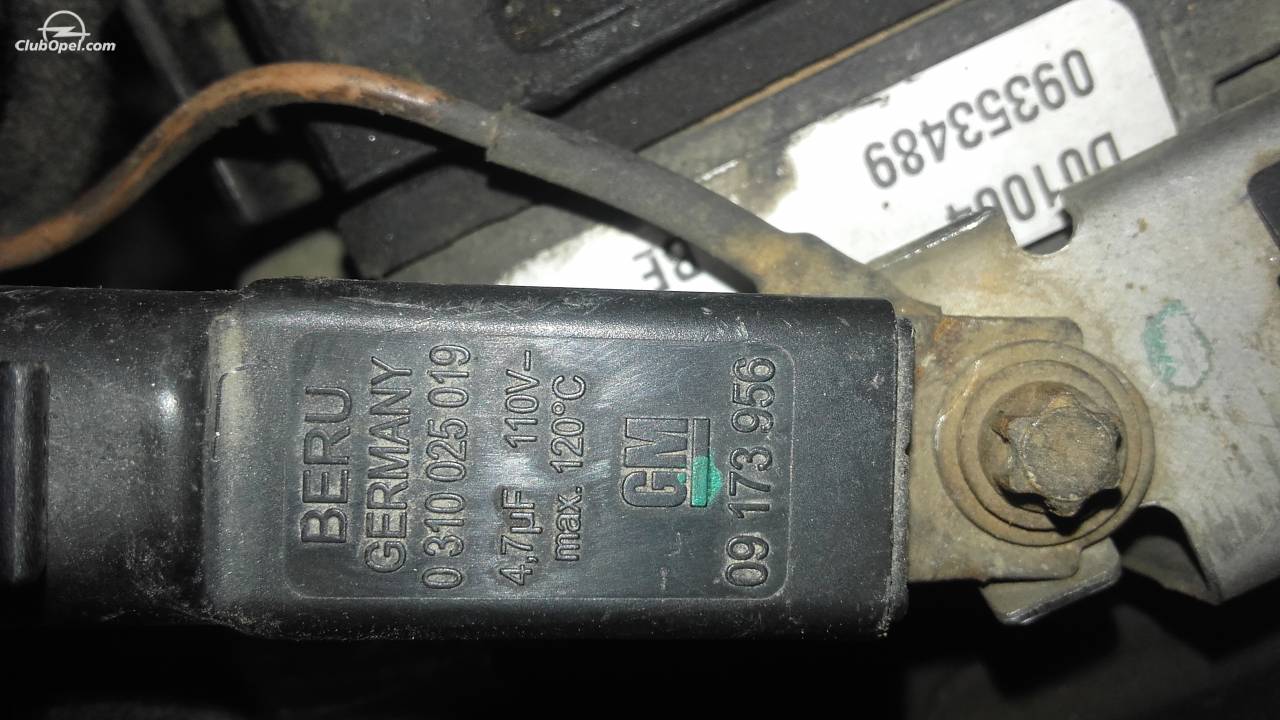 ClubOpel.com
BERU
GERMANY
0 310 025 019
4,7µF 110V–
max. 120°C
GM
09 173 956
09353489